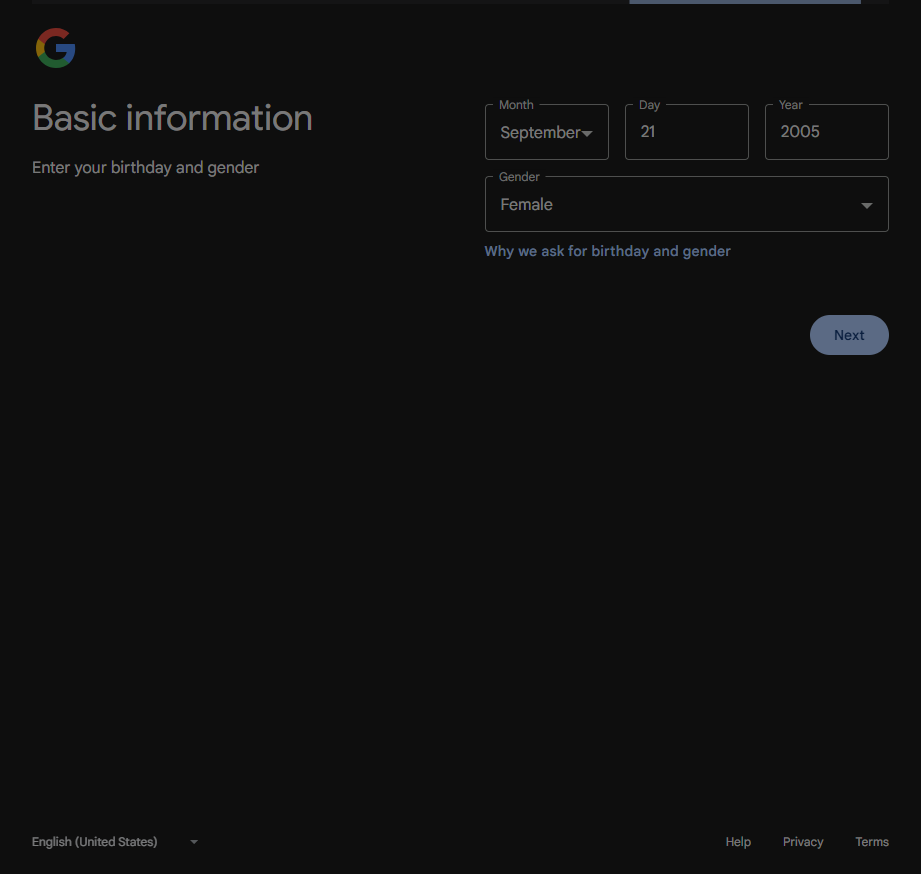 Basic information
Enter your birthday and gender
Month
September
Day
21
Year
2005
Gender
Female
Why we ask for birthday and gender
Next
English (United States)
Help
Privacy
Terms